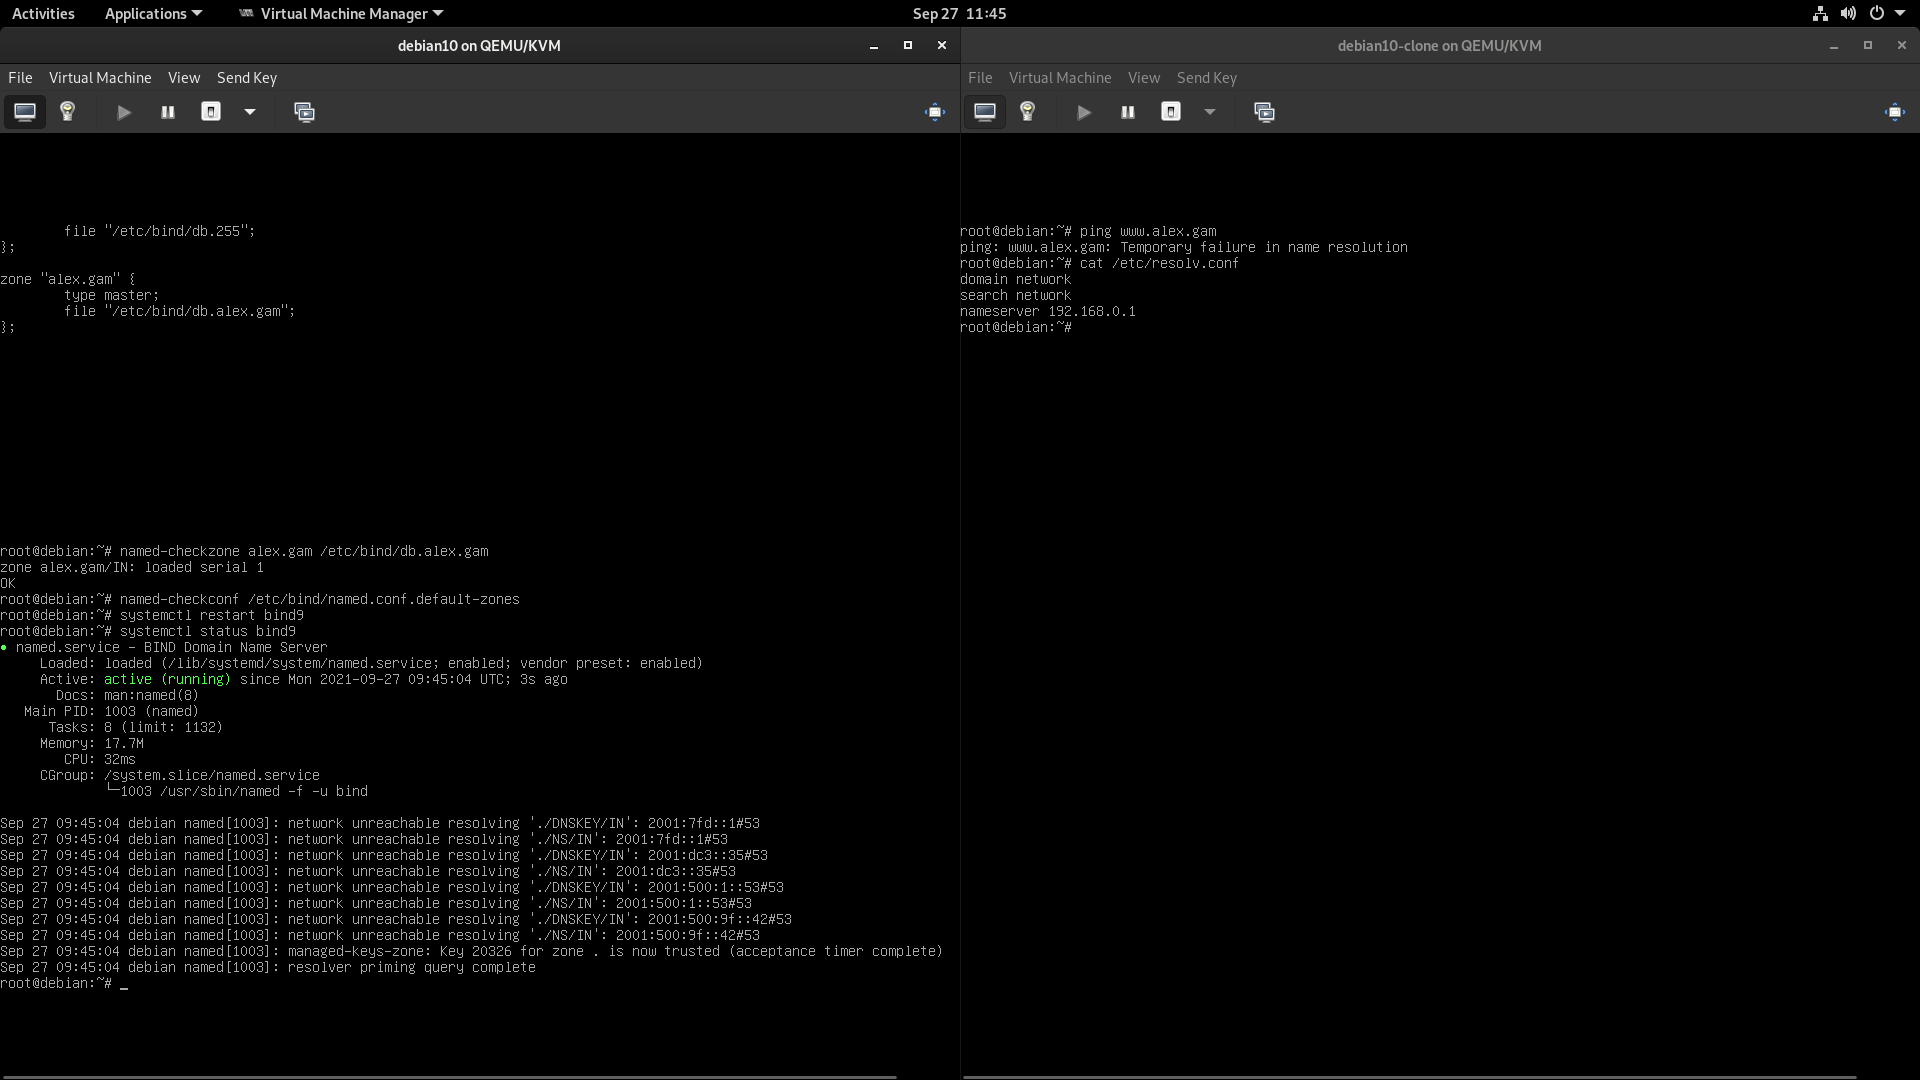 Activities Applications Virtual Machine Manager Sep 27 11:45
debian10 on QEMU/KVM
File Virtual Machine View Send Key
file "/etc/bind/db.255";
};
zone "alex.gam" {
type master;
file "/etc/bind/db.alex.gam";
};
root@debian:~# named-checkzone alex.gam /etc/bind/db.alex.gam
zone alex.gam/IN: loaded serial 1
OK
root@debian:~# named-checkconf /etc/bind/named.conf.default-zones
root@debian:~# systemctl restart bind9
root@debian:~# systemctl status bind9
● named.service - BIND Domain Name Server
Loaded: loaded (/lib/systemd/system/named.service; enabled; vendor preset: enabled)
Active: active (running) since Mon 2021-09-27 09:45:04 UTC; 3s ago
Docs: man:named(8)
Main PID: 1003 (named)
Tasks: 8 (limit: 1132)
Memory: 17.7M
CPU: 32ms
CGroup: /system.slice/named.service
└─1003 /usr/sbin/named -f -u bind
Sep 27 09:45:04 debian named[1003]: network unreachable resolving './DNSKEY/IN': 2001:7fd::1#53
Sep 27 09:45:04 debian named[1003]: network unreachable resolving './NS/IN': 2001:7fd::1#53
Sep 27 09:45:04 debian named[1003]: network unreachable resolving './DNSKEY/IN': 2001:dc3::35#53
Sep 27 09:45:04 debian named[1003]: network unreachable resolving './NS/IN': 2001:dc3::35#53
Sep 27 09:45:04 debian named[1003]: network unreachable resolving './DNSKEY/IN': 2001:500:1::53#53
Sep 27 09:45:04 debian named[1003]: network unreachable resolving './NS/IN': 2001:500:1::53#53
Sep 27 09:45:04 debian named[1003]: network unreachable resolving './DNSKEY/IN': 2001:500:9f::42#53
Sep 27 09:45:04 debian named[1003]: network unreachable resolving './NS/IN': 2001:500:9f::42#53
Sep 27 09:45:04 debian named[1003]: managed-keys-zone: Key 20326 for zone . is now trusted (acceptance timer complete)
Sep 27 09:45:04 debian named[1003]: resolver priming query complete
root@debian:~# _
debian10-clone on QEMU/KVM
File Virtual Machine View Send Key
root@debian:~# ping www.alex.gam
ping: www.alex.gam: Temporary failure in name resolution
root@debian:~# cat /etc/resolv.conf
domain network
search network
nameserver 192.168.0.1
root@debian:~#